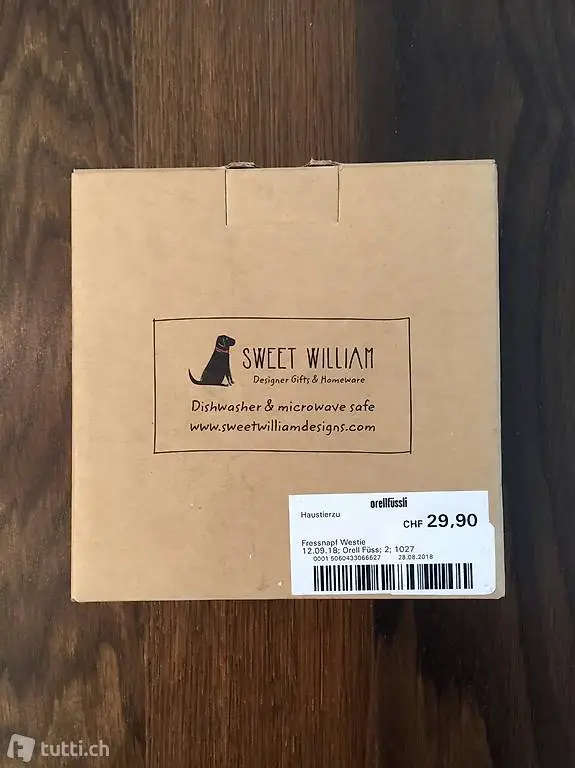 SWEET WILLIAM
Designer Gifts & Homeware
Dishwasher & microwave safe
www.sweetwilliamdesigns.com
orellfüssli
Haustierzu
CHF 29,90
Fressnapf Westie
12.09.18; Orell Füss; 2; 1027
0001 5060433066627 28.08.2018
tutti.ch